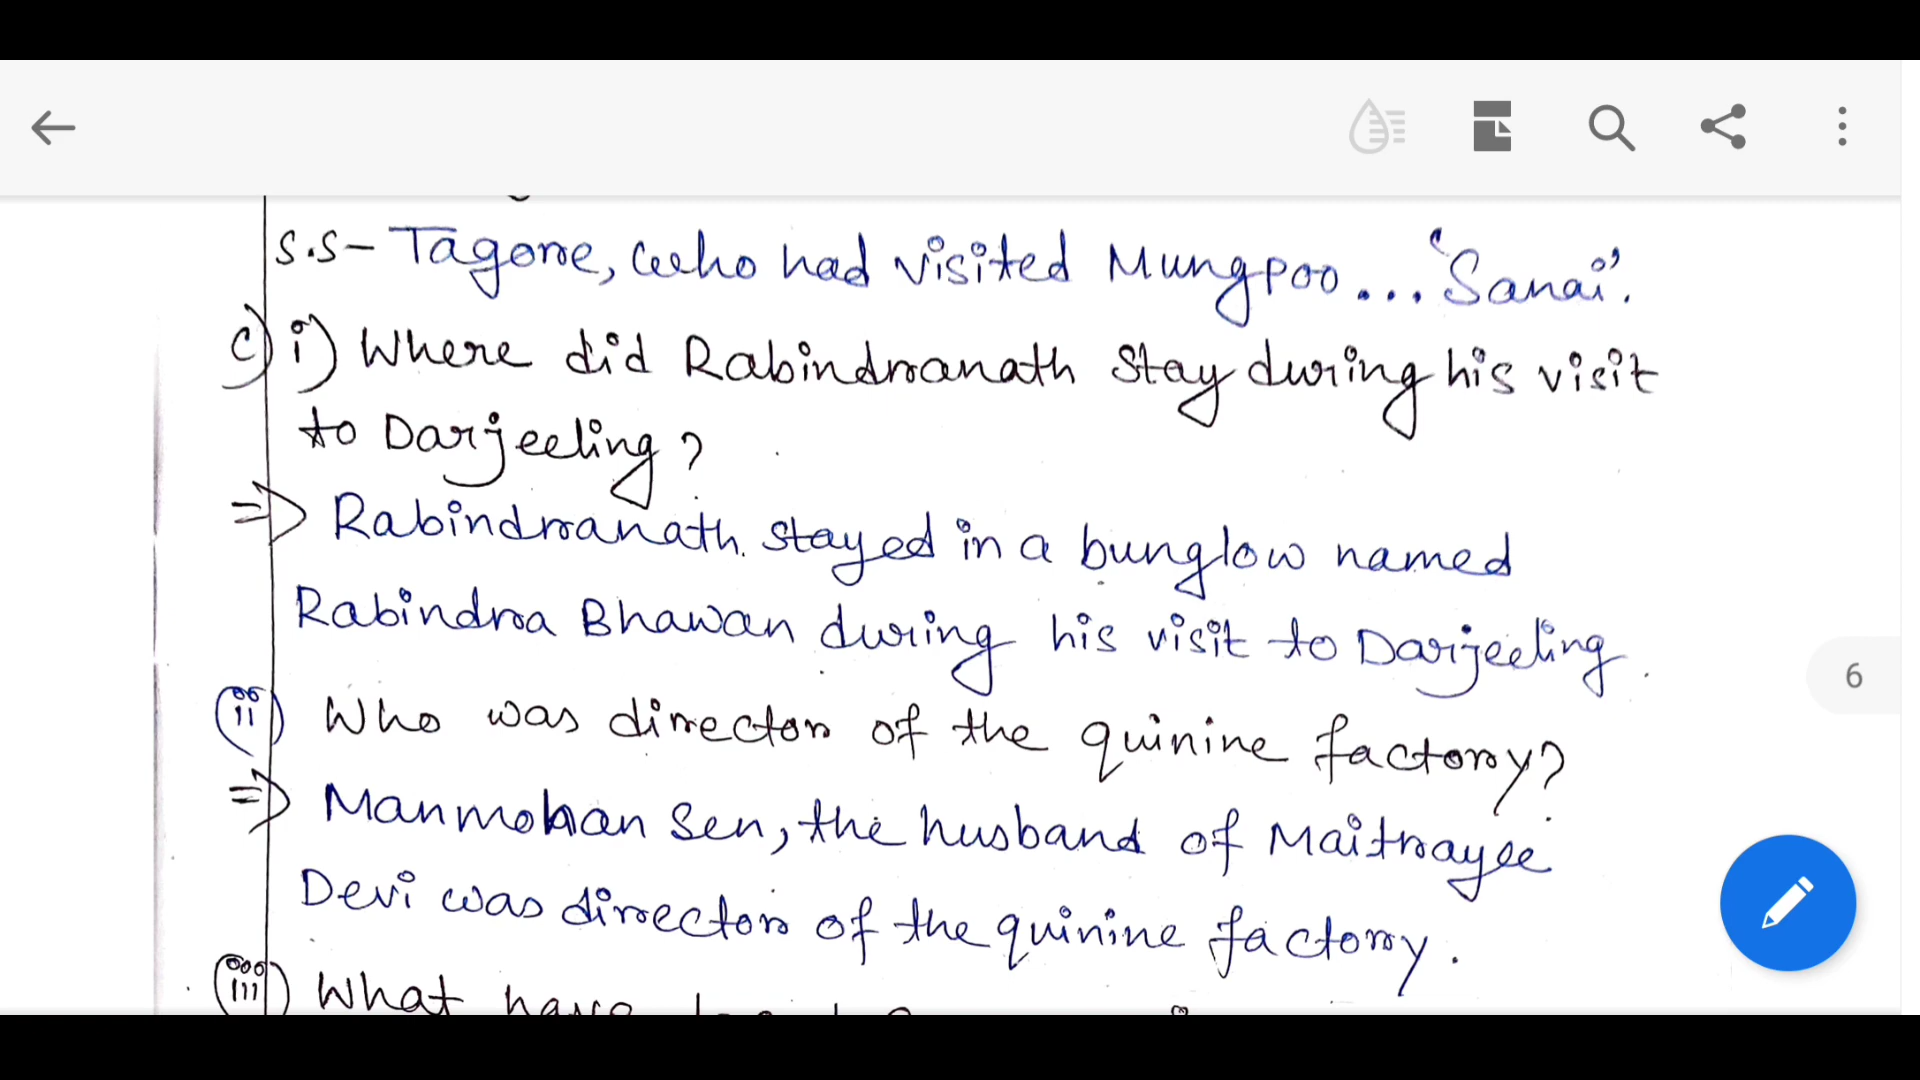 S.S- Tagore, who had visited Mungpoo... 'Sanai'.
c) i) Where did Rabindranath stay during his visit
to Darjeeling?
=> Rabindranath stayed in a bunglow named
Rabindra Bhawan during his visit to Darjeeling.
(ii) Who was director of the quinine factory?
=> Manmohan Sen, the husband of Maitrayee
Devi was director of the quinine factory.
6
(iii) What have